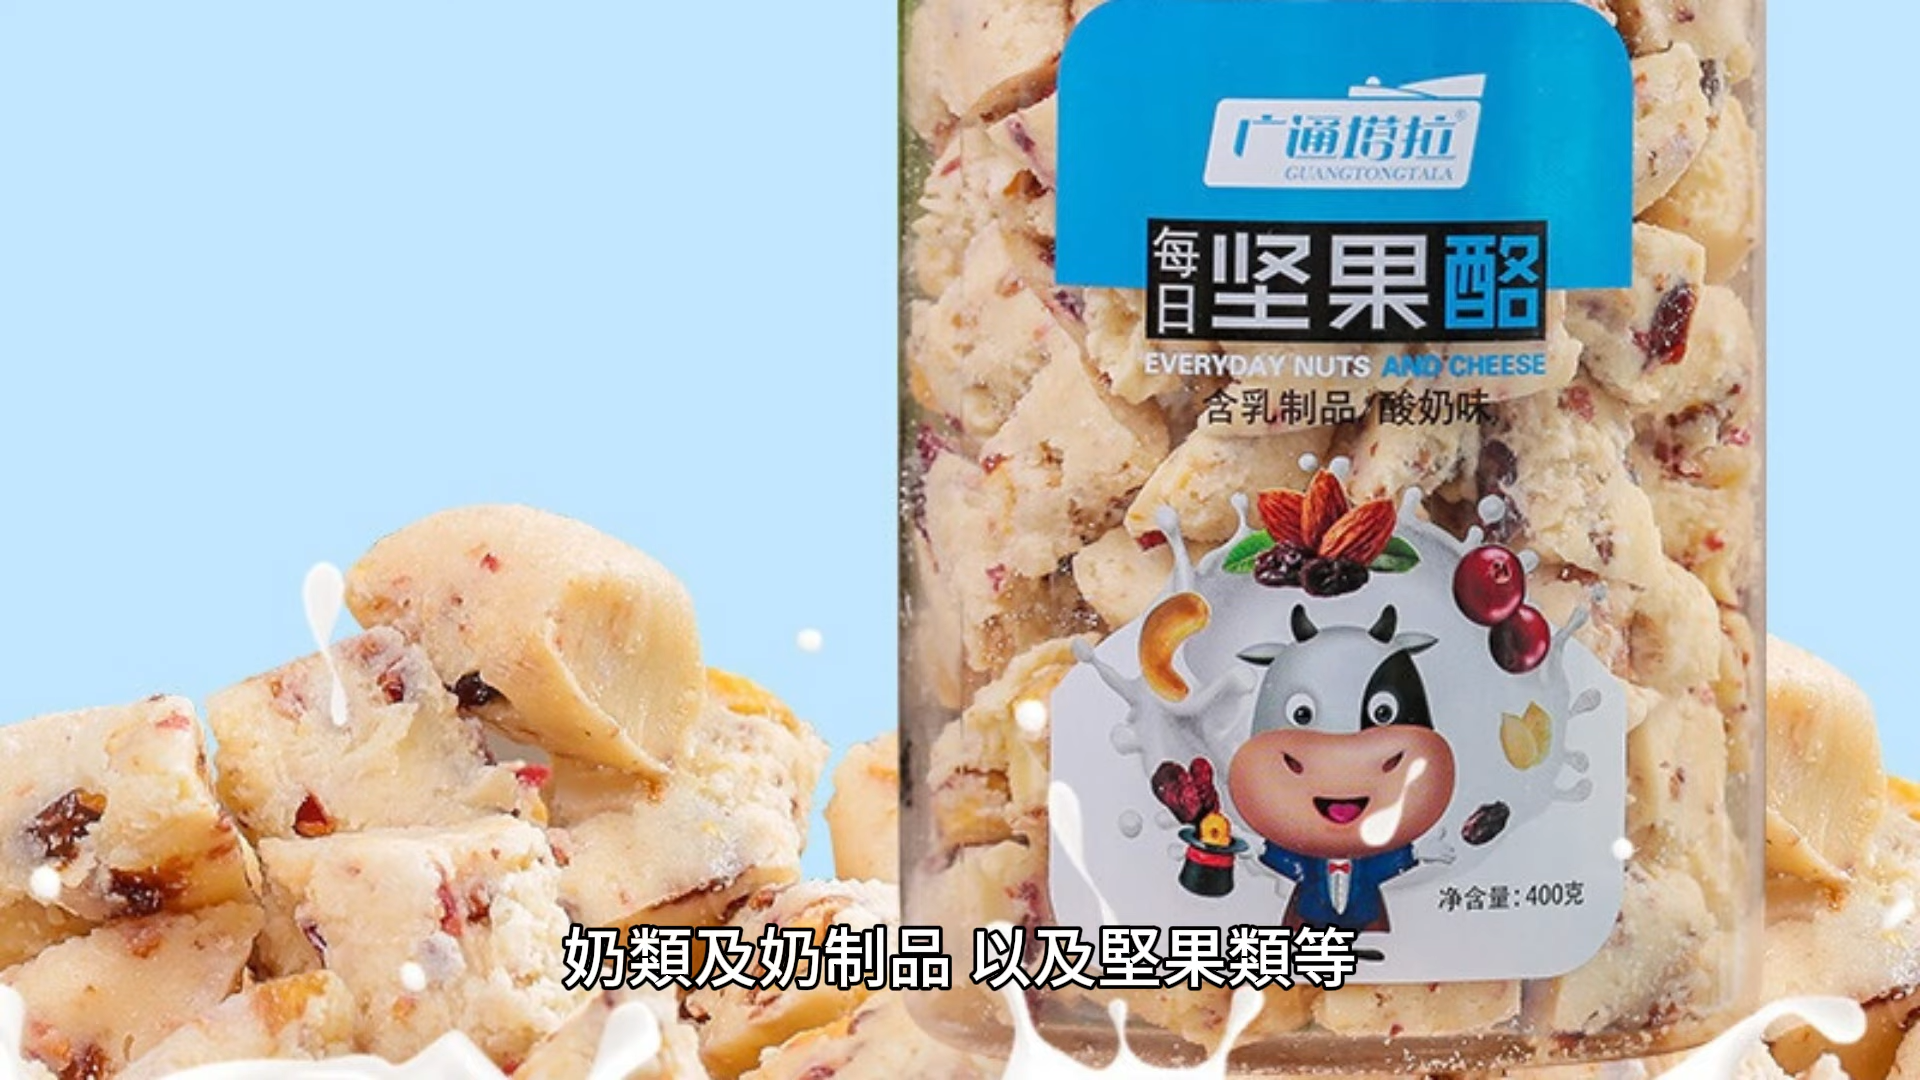 广通塔拉®
GUANGTONGTALA
每日坚果酪
EVERYDAY NUTS AND CHEESE
含乳制品/酸奶味
净含量:400克
奶類及奶制品 以及堅果類等